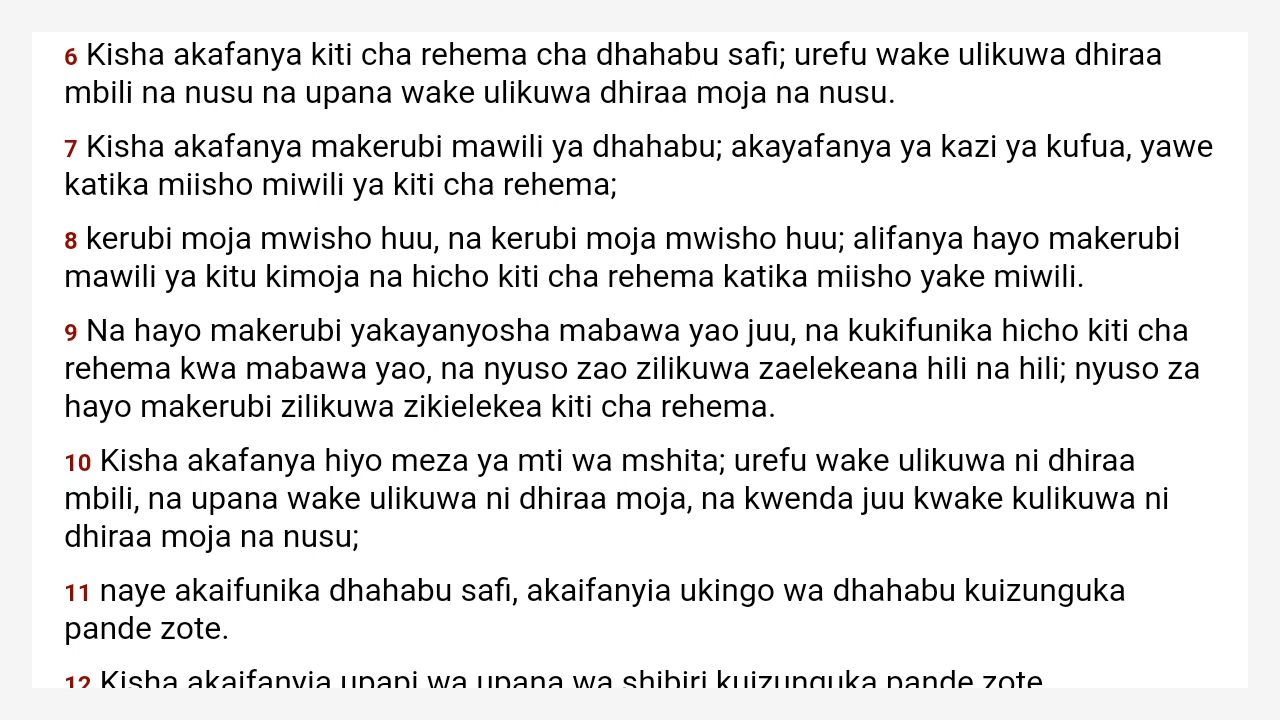 6 Kisha akafanya kiti cha rehema cha dhahabu safi; urefu wake ulikuwa dhiraa
mbili na nusu na upana wake ulikuwa dhiraa moja na nusu.
7 Kisha akafanya makerubi mawili ya dhahabu; akayafanya ya kazi ya kufua, yawe
katika miisho miwili ya kiti cha rehema;
8 kerubi moja mwisho huu, na kerubi moja mwisho huu; alifanya hayo makerubi
mawili ya kitu kimoja na hicho kiti cha rehema katika miisho yake miwili.
9 Na hayo makerubi yakayanyosha mabawa yao juu, na kukifunika hicho kiti cha
rehema kwa mabawa yao, na nyuso zao zilikuwa zaelekeana hili na hili; nyuso za
hayo makerubi zilikuwa zikielekea kiti cha rehema.
10 Kisha akafanya hiyo meza ya mti wa mshita; urefu wake ulikuwa ni dhiraa
mbili, na upana wake ulikuwa ni dhiraa moja, na kwenda juu kwake kulikuwa ni
dhiraa moja na nusu;
11 naye akaifunika dhahabu safi, akaifanyia ukingo wa dhahabu kuizunguka
pande zote.
12 Kisha akaifanyia upapi wa upana wa shibiri kuizunguka pande zote